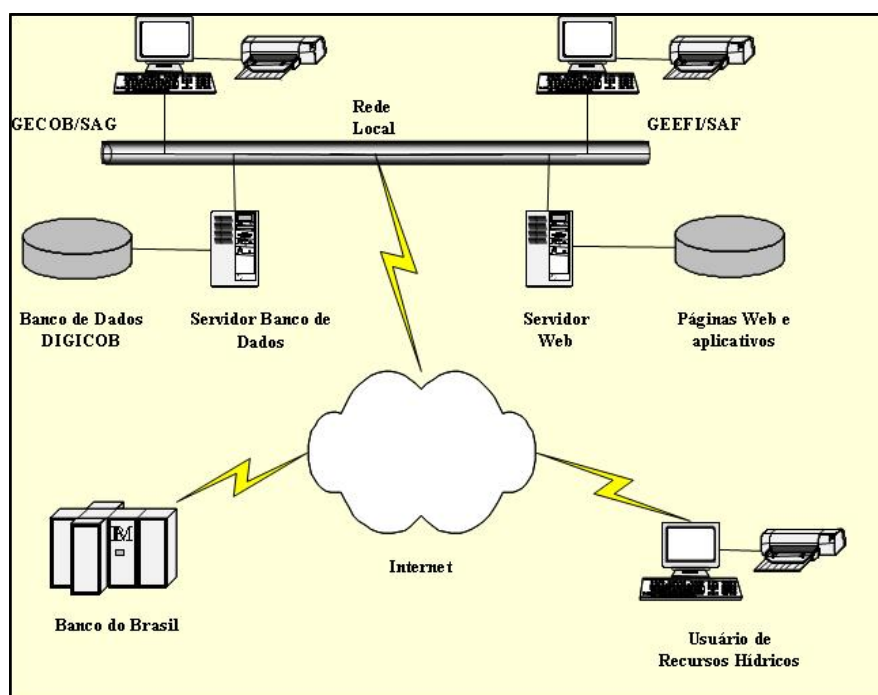 Rede
Local
GECOB/SAG
GEEFI/SAF
Banco de Dados
DIGICOB
Servidor Banco de
Dados
Servidor
Web
Páginas Web e
aplicativos
IBM
Internet
Banco do Brasil
Usuário de
Recursos Hídricos